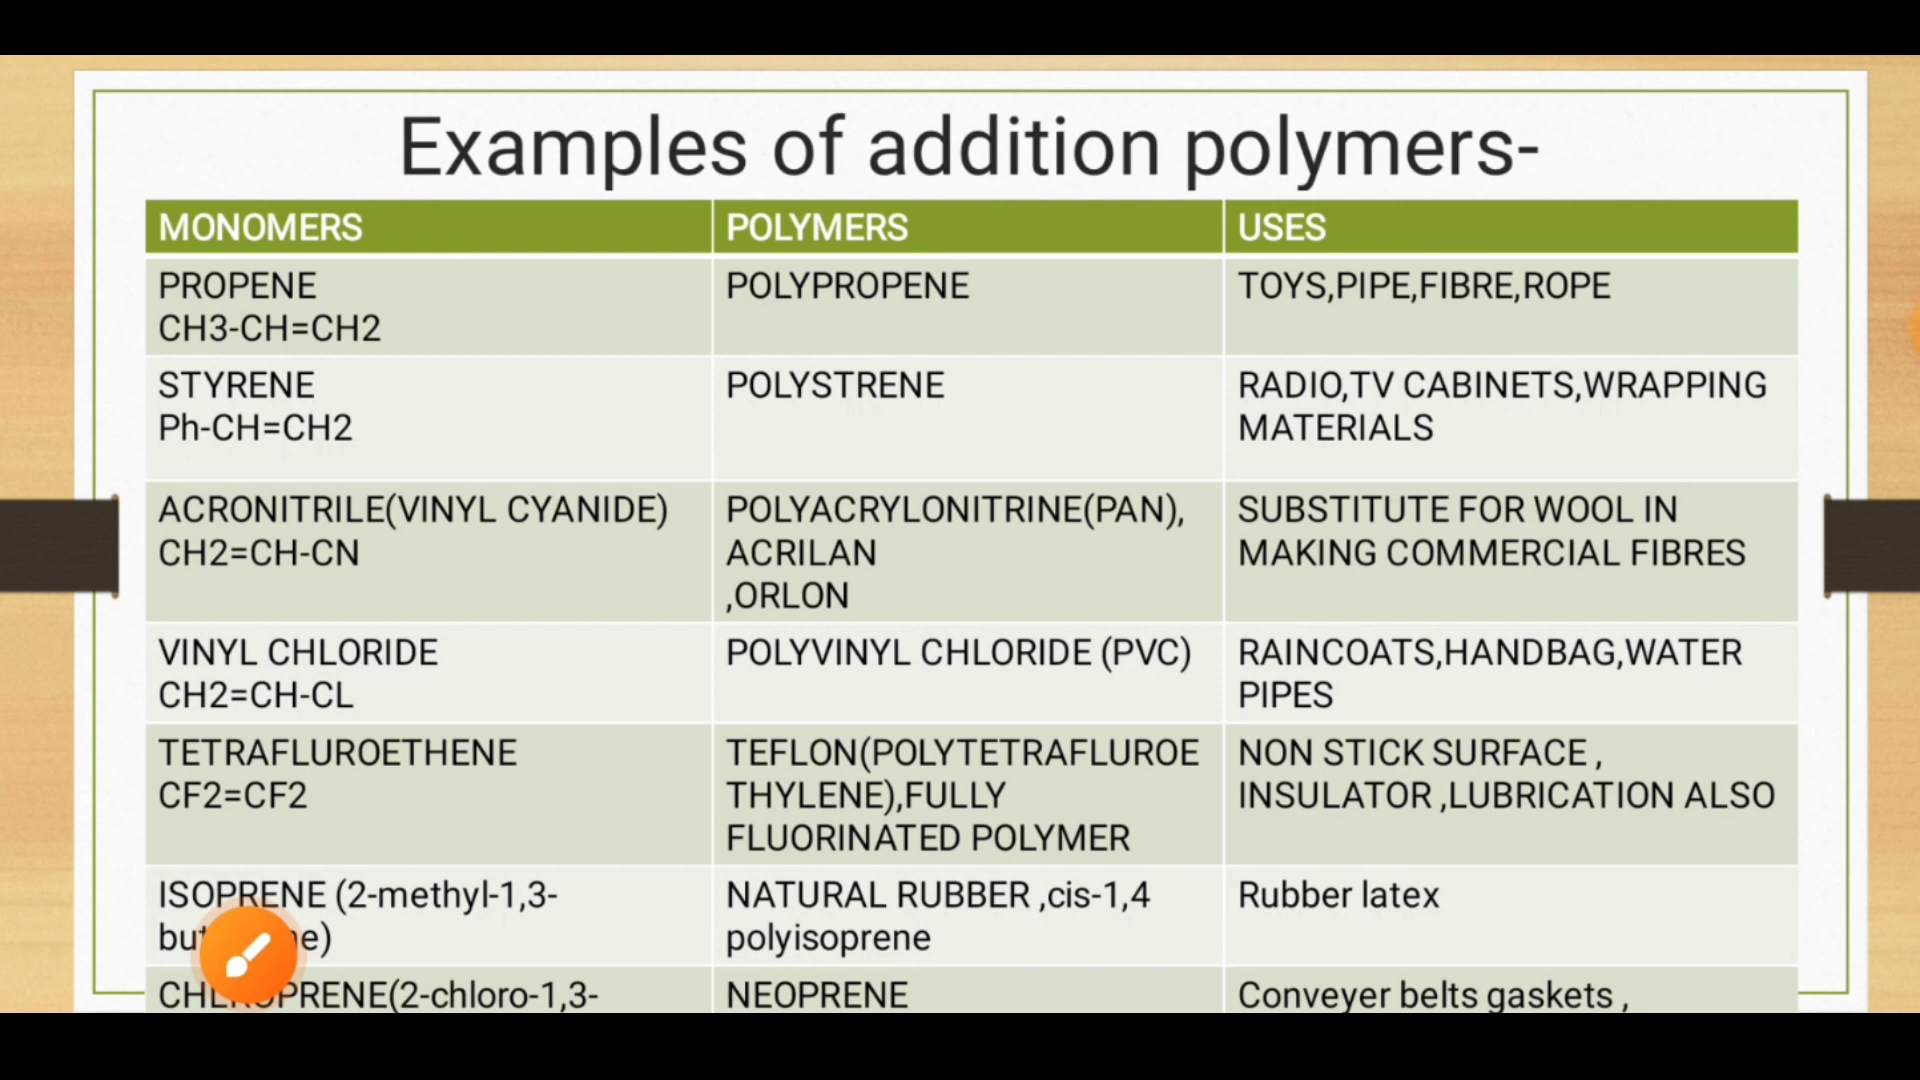 Examples of addition polymers-
MONOMERS
POLYMERS
USES
PROPENE
CH3-CH=CH2
POLYPROPENE
TOYS,PIPE,FIBRE,ROPE
STYRENE
Ph-CH=CH2
POLYSTRENE
RADIO,TV CABINETS,WRAPPING
MATERIALS
ACRONITRILE(VINYL CYANIDE)
CH2=CH-CN
POLYACRYLONITRINE(PAN),
ACRILAN
,ORLON
SUBSTITUTE FOR WOOL IN
MAKING COMMERCIAL FIBRES
VINYL CHLORIDE
CH2=CH-CL
POLYVINYL CHLORIDE (PVC)
RAINCOATS,HANDBAG,WATER
PIPES
TETRAFLUROETHENE
CF2=CF2
TEFLON(POLYTETRAFLUROE
THYLENE),FULLY
FLUORINATED POLYMER
NON STICK SURFACE ,
INSULATOR ,LUBRICATION ALSO
ISOPRENE (2-methyl-1,3-
NATURAL RUBBER ,cis-1,4
polyisoprene
Rubber latex
(2-chloro-1,3-
NEOPRENE
Conveyer belts gaskets ,